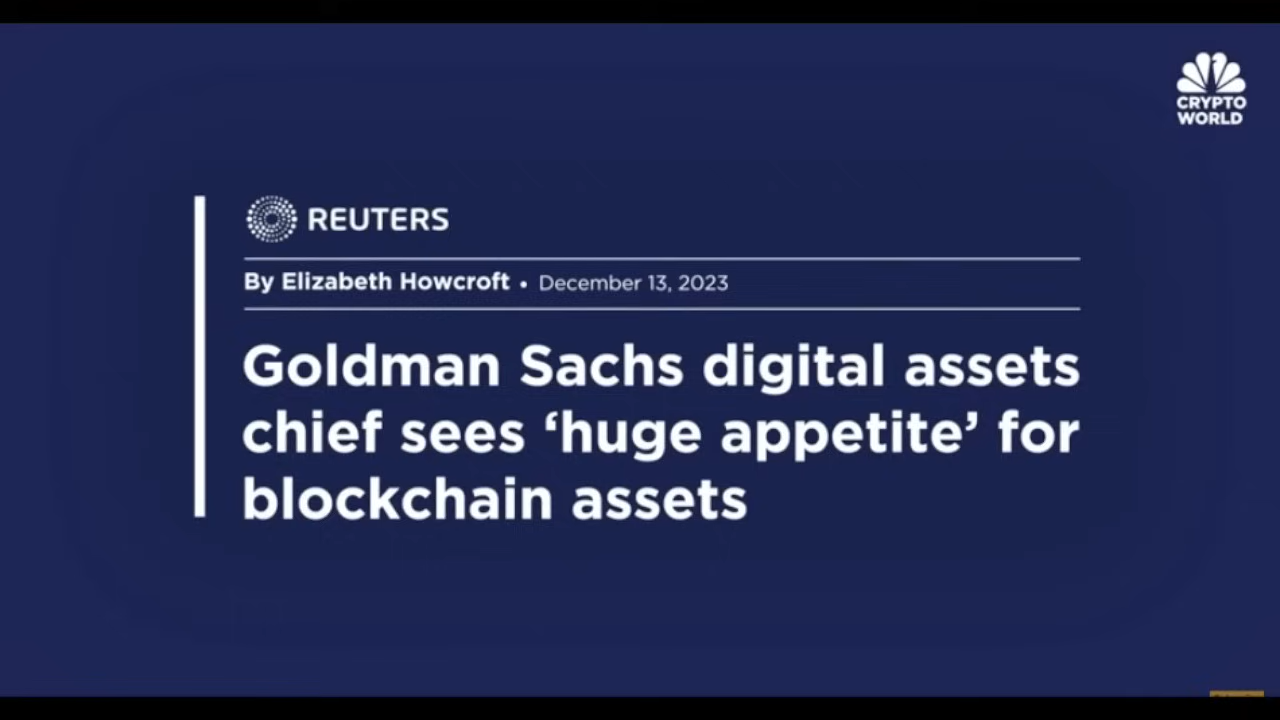 CRYPTO
WORLD
REUTERS
By Elizabeth Howcroft • December 13, 2023
Goldman Sachs digital assets
chief sees ‘huge appetite’ for
blockchain assets